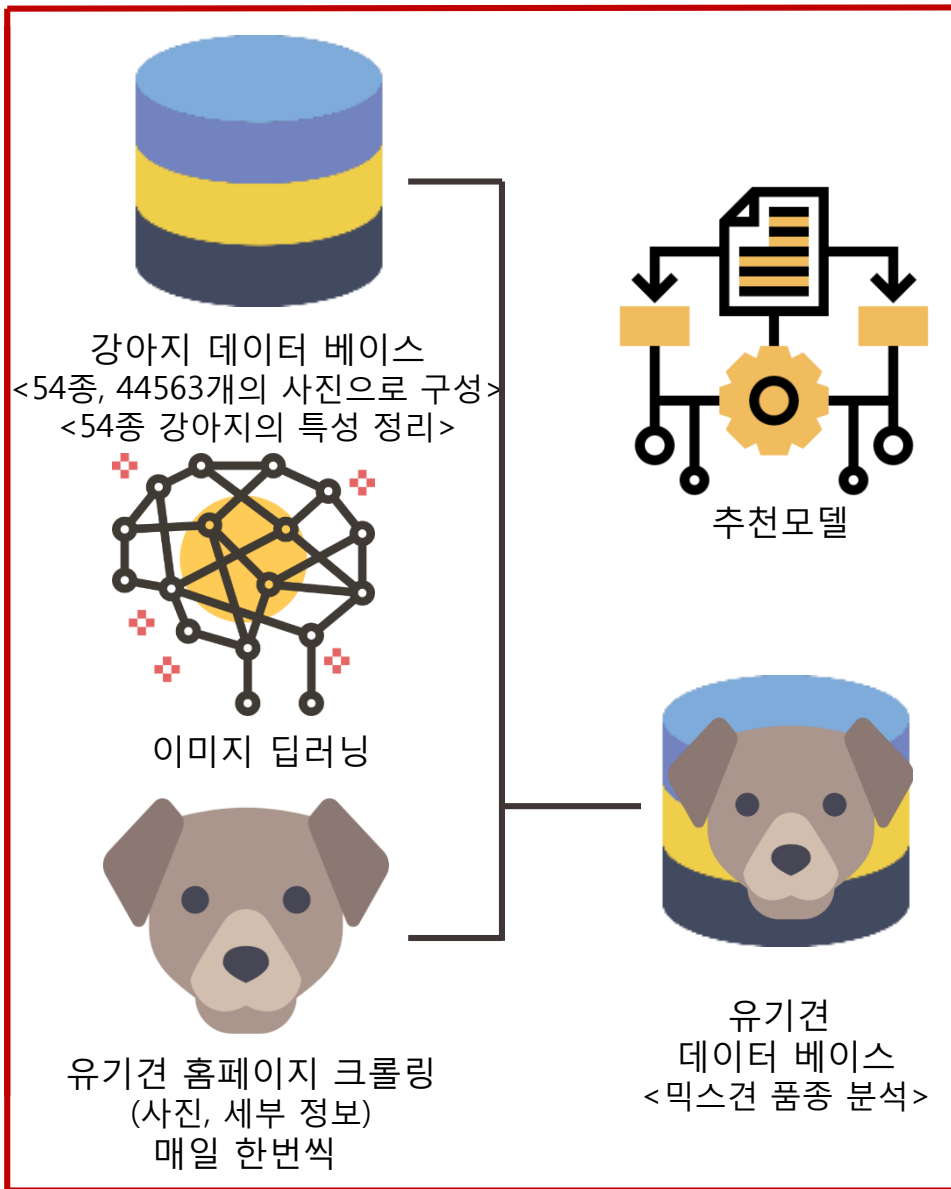 강아지 데이터 베이스
<54종, 44563개의 사진으로 구성>
<54종 강아지의 특성 정리>
이미지 딥러닝
유기견 홈페이지 크롤링
(사진, 세부 정보)
매일 한번씩
추천모델
유기견
데이터 베이스
<믹스견 품종 분석>